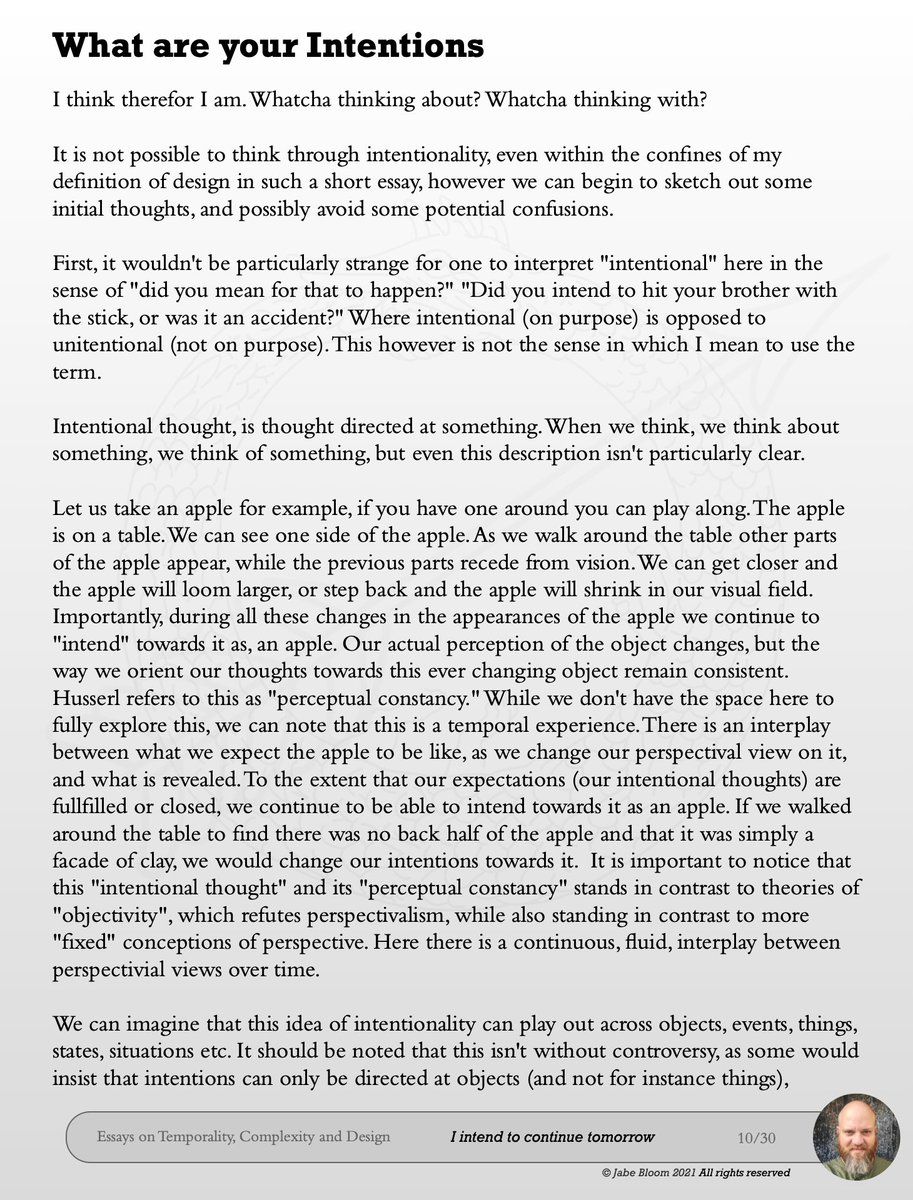 What are your Intentions
I think therefor I am. Whatcha thinking about? Whatcha thinking with?
It is not possible to think through intentionality, even within the confines of my
definition of design in such a short essay, however we can begin to sketch out some
initial thoughts, and possibly avoid some potential confusions.
First, it wouldn't be particularly strange for one to interpret "intentional" here in the
sense of "did you mean for that to happen?" "Did you intend to hit your brother with
the stick, or was it an accident?" Where intentional (on purpose) is opposed to
unitentional (not on purpose). This however is not the sense in which I mean to use the
term.
Intentional thought, is thought directed at something. When we think, we think about
something, we think of something, but even this description isn't particularly clear.
Let us take an apple for example, if you have one around you can play along. The apple
is on a table. We can see one side of the apple. As we walk around the table other parts
of the apple appear, while the previous parts recede from vision. We can get closer and
the apple will loom larger, or step back and the apple will shrink in our visual field.
Importantly, during all these changes in the appearances of the apple we continue to
"intend" towards it as, an apple. Our actual perception of the object changes, but the
way we orient our thoughts towards this ever changing object remain consistent.
Husserl refers to this as "perceptual constancy." While we don't have the space here to
fully explore this, we can note that this is a temporal experience. There is an interplay
between what we expect the apple to be like, as we change our perspectival view on it,
and what is revealed. To the extent that our expectations (our intentional thoughts) are
fullfilled or closed, we continue to be able to intend towards it as an apple. If we walked
around the table to find there was no back half of the apple and that it was simply a
facade of clay, we would change our intentions towards it.  It is important to notice that
this "intentional thought" and its "perceptual constancy" stands in contrast to theories of
"objectivity", which refutes perspectivalism, while also standing in contrast to more
"fixed" conceptions of perspective. Here there is a continuous, fluid, interplay between
perspectivial views over time.
We can imagine that this idea of intentionality can play out across objects, events, things,
states, situations etc. It should be noted that this isn't without controversy, as some would
insist that intentions can only be directed at objects (and not for instance things),
Essays on Temporality, Complexity and Design I intend to continue tomorrow 10/30
© Jabe Bloom 2021 All rights reserved